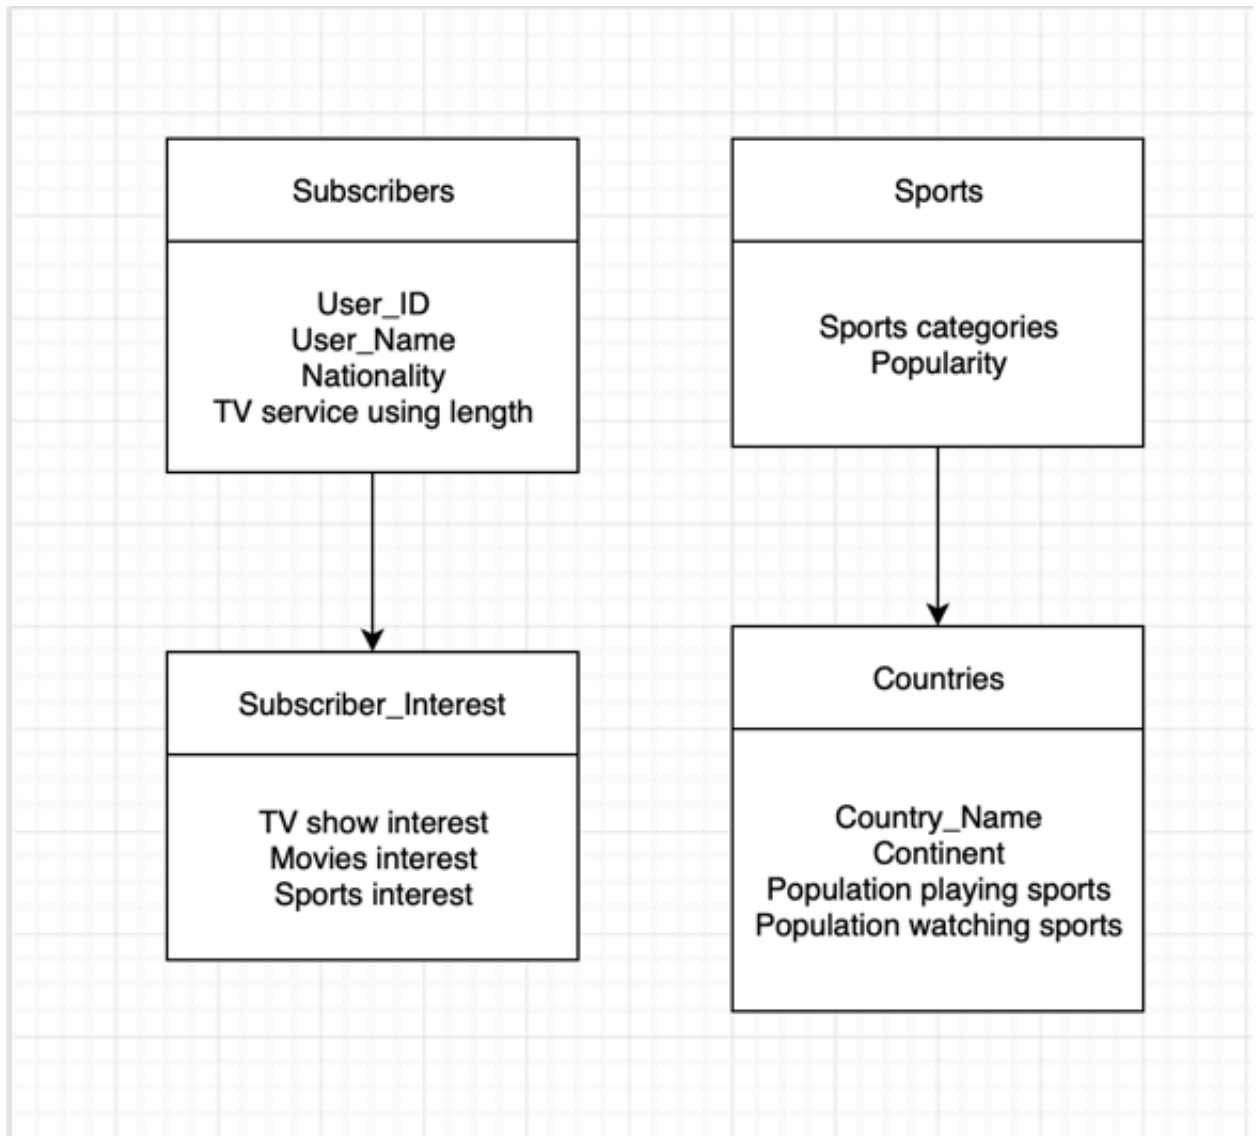 Subscribers
User_ID
User_Name
Nationality
TV service using length
Sports
Sports categories
Popularity
Subscriber_Interest
TV show interest
Movies interest
Sports interest
Countries
Country_Name
Continent
Population playing sports
Population watching sports